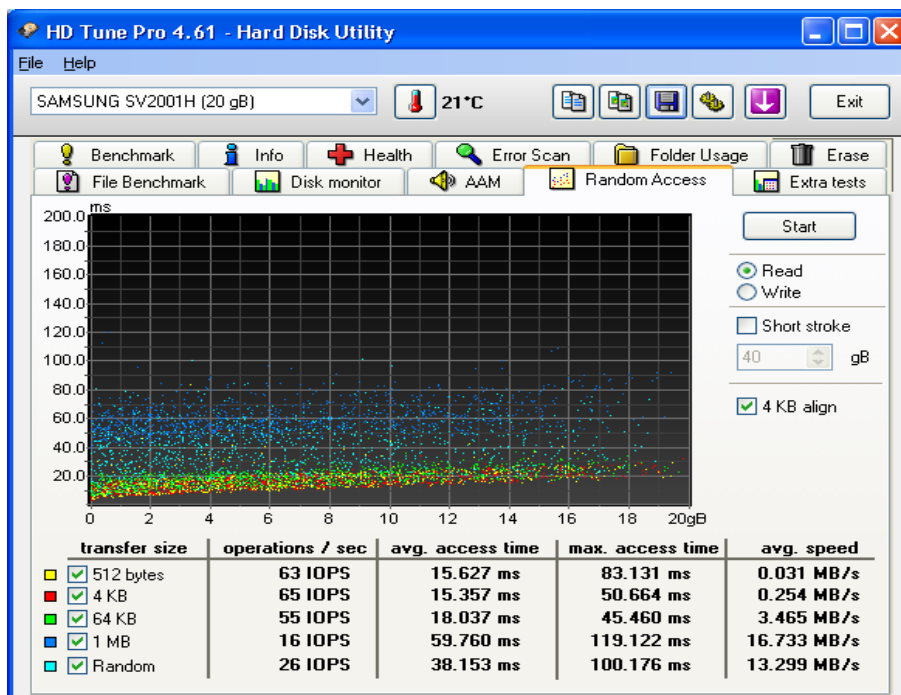 HD Tune Pro 4.61 - Hard Disk Utility
File Help
SAMSUNG SV2001H (20 gB) 21°C Exit
Benchmark Info Health Error Scan Folder Usage Erase
File Benchmark Disk monitor AAM Random Access Extra tests
ms
200.0
180.0
160.0
140.0
120.0
100.0
80.0
60.0
40.0
20.0
0 2 4 6 8 10 12 14 16 18 20gB
Start
Read
Write
Short stroke
40 gB
4 KB align
transfer size operations / sec avg. access time max. access time avg. speed
512 bytes 63 IOPS 15.627 ms 83.131 ms 0.031 MB/s
4 KB 65 IOPS 15.357 ms 50.664 ms 0.254 MB/s
64 KB 55 IOPS 18.037 ms 45.460 ms 3.465 MB/s
1 MB 16 IOPS 59.760 ms 119.122 ms 16.733 MB/s
Random 26 IOPS 38.153 ms 100.176 ms 13.299 MB/s